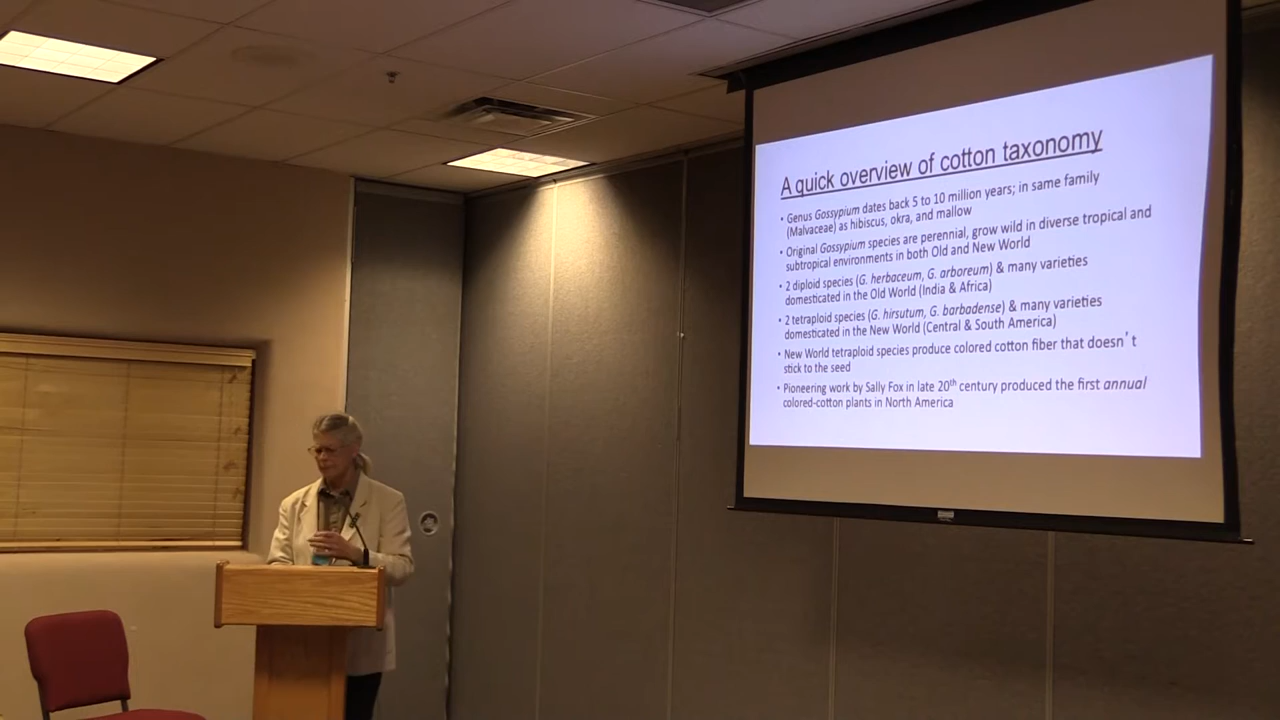 A quick overview of cotton taxonomy
• Genus Gossypium dates back 5 to 10 million years; in same family
(Malvaceae) as hibiscus, okra, and mallow
• Original Gossypium species are perennial, grow wild in diverse tropical and
subtropical environments in both Old and New World
• 2 diploid species (G. herbaceum, G. arboreum) & many varieties
domesticated in the Old World (India & Africa)
• 2 tetraploid species (G. hirsutum, G. barbadense) & many varieties
domesticated in the New World (Central & South America)
• New World tetraploid species produce colored cotton fiber that doesn't
stick to the seed
• Pioneering work by Sally Fox in late 20th century produced the first annual
colored-cotton plants in North America